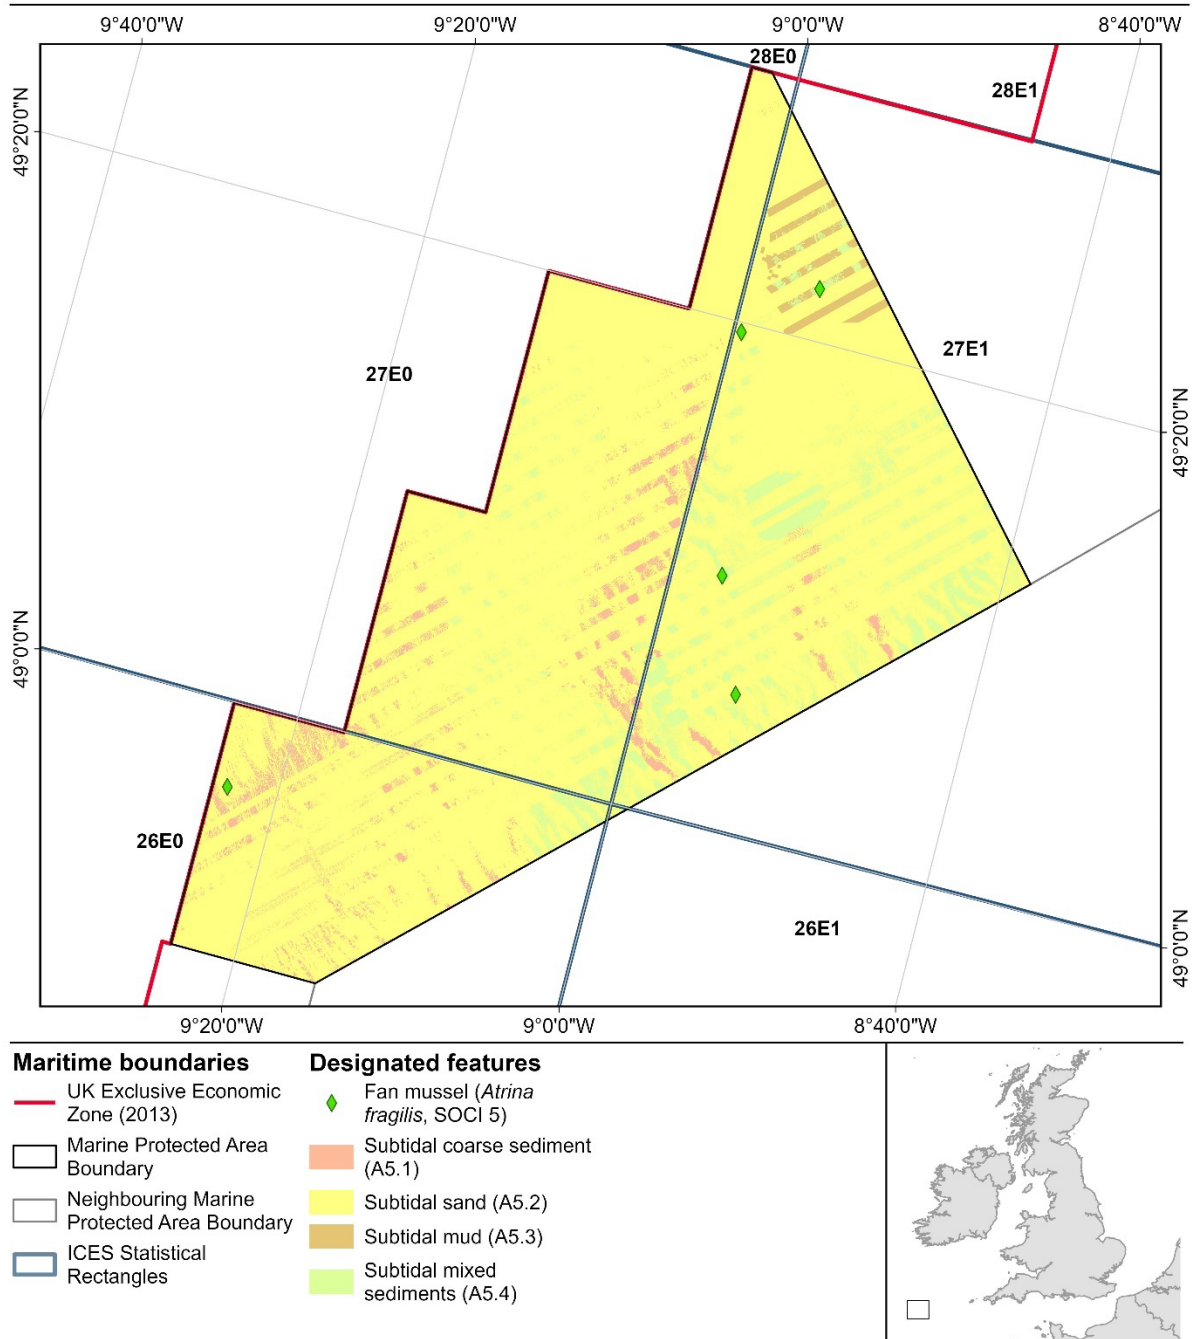 9°40'0"W
9°20'0"W
9°0'0"W
8°40'0"W
28E0
28E1
49°20'0"N
27E1
27E0
49°20'0"N
49°0'0"N
26E0
26E1
49°0'0"N
9°20'0"W
9°0'0"W
8°40'0"W
Maritime boundaries
UK Exclusive Economic
Zone (2013)
Marine Protected Area
Boundary
Neighbouring Marine
Protected Area Boundary
ICES Statistical
Rectangles
Designated features
Fan mussel (Atrina
fragilis, SOCI 5)
Subtidal coarse sediment
(A5.1)
Subtidal sand (A5.2)
Subtidal mud (A5.3)
Subtidal mixed
sediments (A5.4)